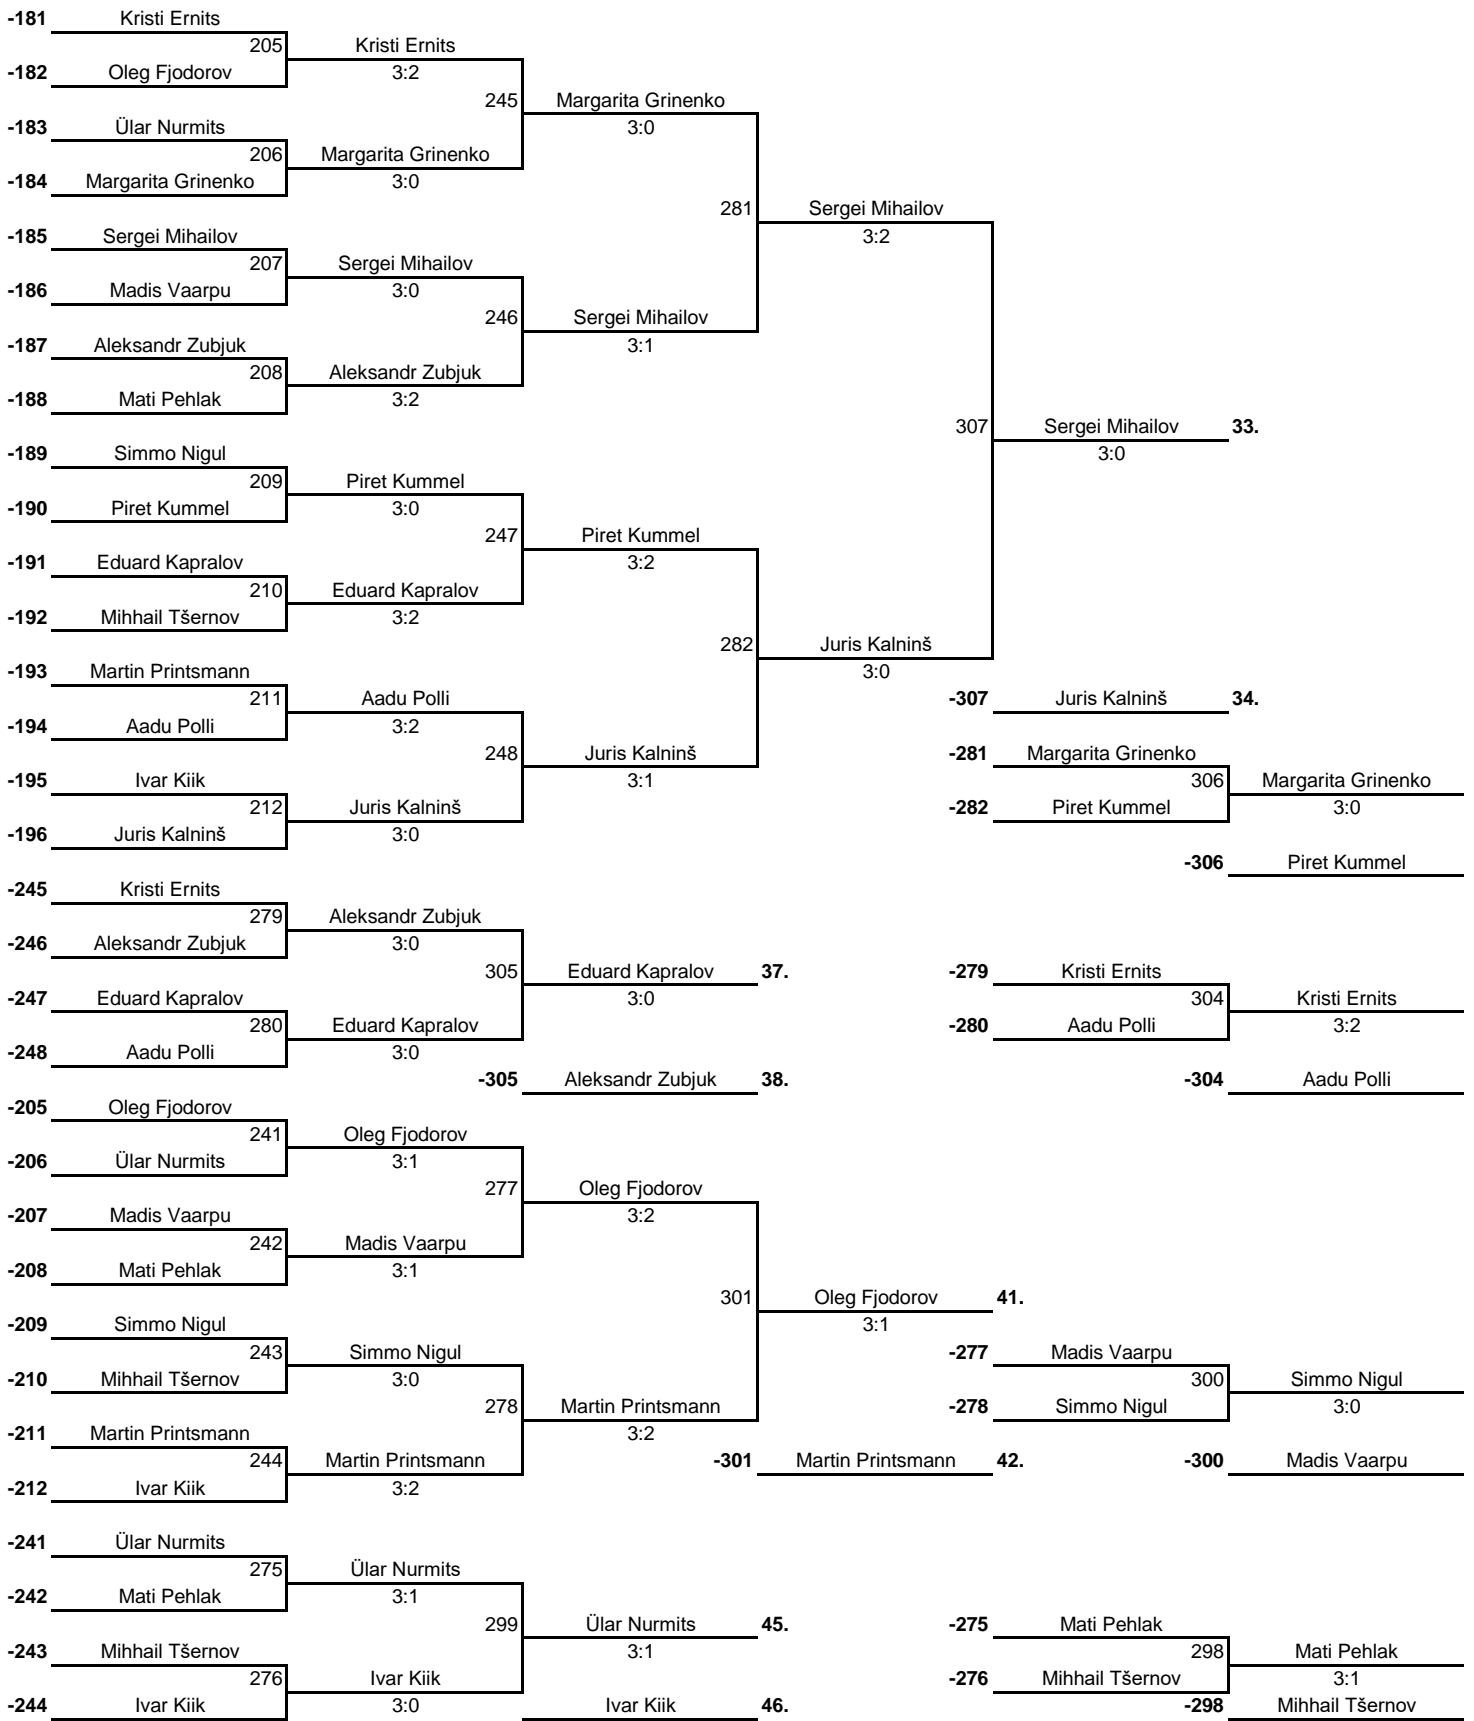 -181 Kristi Ernits
205 Kristi Ernits
-182 Oleg Fjodorov 3:2
245 Margarita Grinenko
-183 Ülar Nurmits 3:0
206 Margarita Grinenko
-184 Margarita Grinenko 3:0
281 Sergei Mihailov
-185 Sergei Mihailov 3:2
207 Sergei Mihailov
-186 Madis Vaarpu 3:0
246 Sergei Mihailov
-187 Aleksandr Zubjuk 3:1
208 Aleksandr Zubjuk
-188 Mati Pehlak 3:2
307 Sergei Mihailov 33.
-189 Simmo Nigul 3:0
209 Piret Kummel
-190 Piret Kummel 3:0
247 Piret Kummel
-191 Eduard Kapralov 3:2
210 Eduard Kapralov
-192 Mihhail Tšernov 3:2
282 Juris Kalninš
-193 Martin Printsmann 3:0
211 Aadu Polli -307 Juris Kalninš 34.
-194 Aadu Polli 3:2
248 Juris Kalninš -281 Margarita Grinenko
-195 Ivar Kiik 3:1 306 Margarita Grinenko
212 Juris Kalninš -282 Piret Kummel 3:0
-196 Juris Kalninš 3:0
-306 Piret Kummel
-245 Kristi Ernits
279 Aleksandr Zubjuk
-246 Aleksandr Zubjuk 3:0
305 Eduard Kapralov 37. -279 Kristi Ernits
-247 Eduard Kapralov 3:0 304 Kristi Ernits
280 Eduard Kapralov -280 Aadu Polli 3:2
-248 Aadu Polli 3:0
-305 Aleksandr Zubjuk 38. -304 Aadu Polli
-205 Oleg Fjodorov
241 Oleg Fjodorov
-206 Ülar Nurmits 3:1
277 Oleg Fjodorov
-207 Madis Vaarpu 3:2
242 Madis Vaarpu
-208 Mati Pehlak 3:1
301 Oleg Fjodorov 41.
-209 Simmo Nigul 3:1
243 Simmo Nigul -277 Madis Vaarpu
-210 Mihhail Tšernov 3:0 300 Simmo Nigul
278 Martin Printsmann -278 Simmo Nigul 3:0
-211 Martin Printsmann 3:2
244 Martin Printsmann -301 Martin Printsmann 42. -300 Madis Vaarpu
-212 Ivar Kiik 3:2
-241 Ülar Nurmits
275 Ülar Nurmits
-242 Mati Pehlak 3:1
299 Ülar Nurmits 45. -275 Mati Pehlak
-243 Mihhail Tšernov 3:1 298 Mati Pehlak
276 Ivar Kiik -276 Mihhail Tšernov 3:1
-244 Ivar Kiik 3:0 Ivar Kiik 46. -298 Mihhail Tšernov